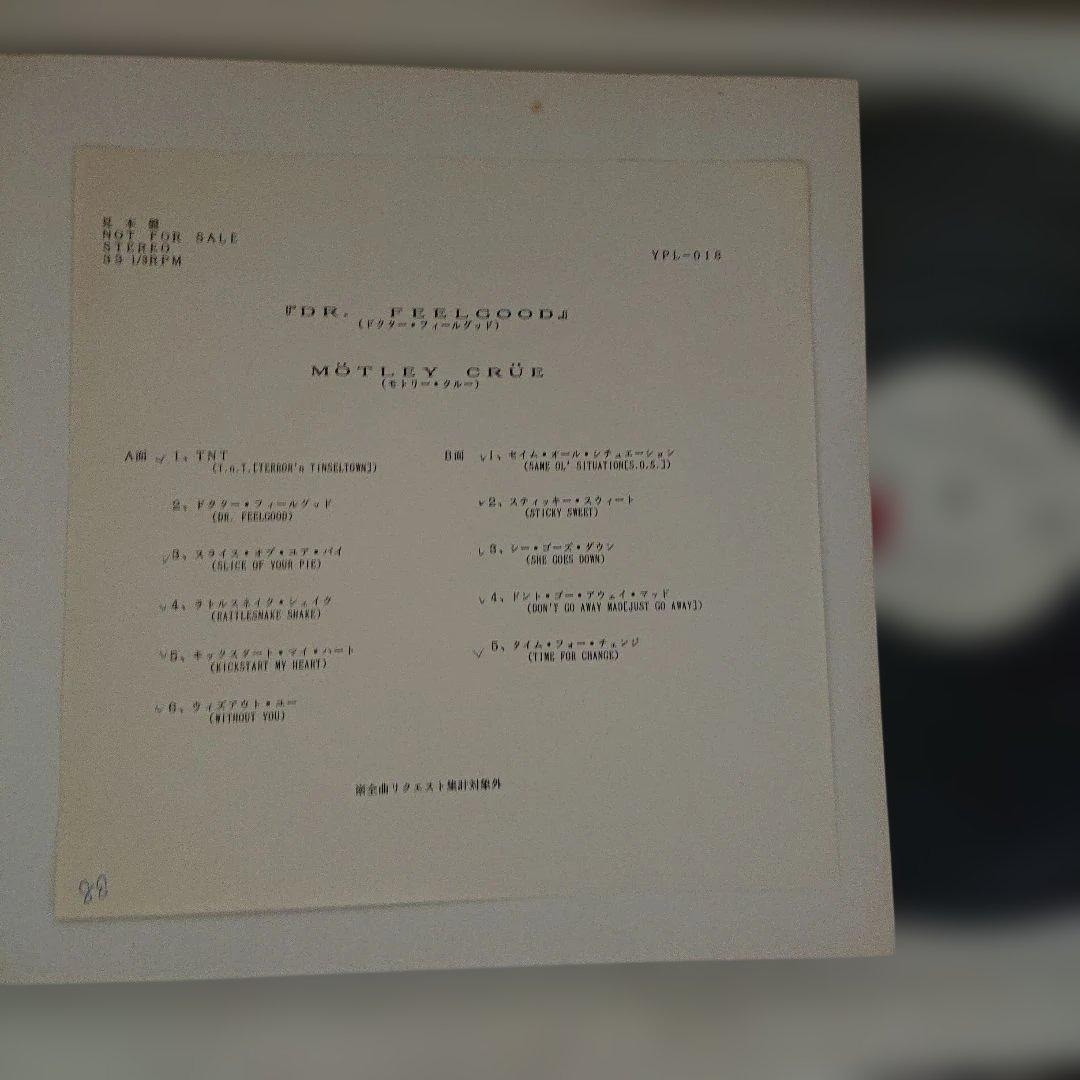 見本盤
NOT FOR SALE
STEREO
33 1/3RPM
YPL-018
『DR. FEELGOOD』
(ドクター・フィールグッド)
MÖTLEY CRÜE
(モトリー・クルー)
A面 ✓ 1、TNT
(T.n.T.[TERROR'n TINSELTOWN])
2、ドクター・フィールグッド
(DR. FEELGOOD)
✓3、スライス・オブ・ユア・パイ
(SLICE OF YOUR PIE)
✓4、ラトルスネイク・シェイク
(RATTLESNAKE SHAKE)
✓5、キックスタート・マイ・ハート
(KICKSTART MY HEART)
✓6、ウィズアウト・ユー
(WITHOUT YOU)
B面 ✓1、セイム・オール・シチュエーション
(SAME OL' SITUATION[S.O.S.])
✓2、スティッキー・スウィート
(STICKY SWEET)
✓3、シー・ゴーズ・ダウン
(SHE GOES DOWN)
✓4、ドント・ゴー・アウェイ・マッド
(DON'T GO AWAY MAD[JUST GO AWAY])
✓5、タイム・フォー・チェンジ
(TIME FOR CHANGE)
全曲リクエスト集計対象外